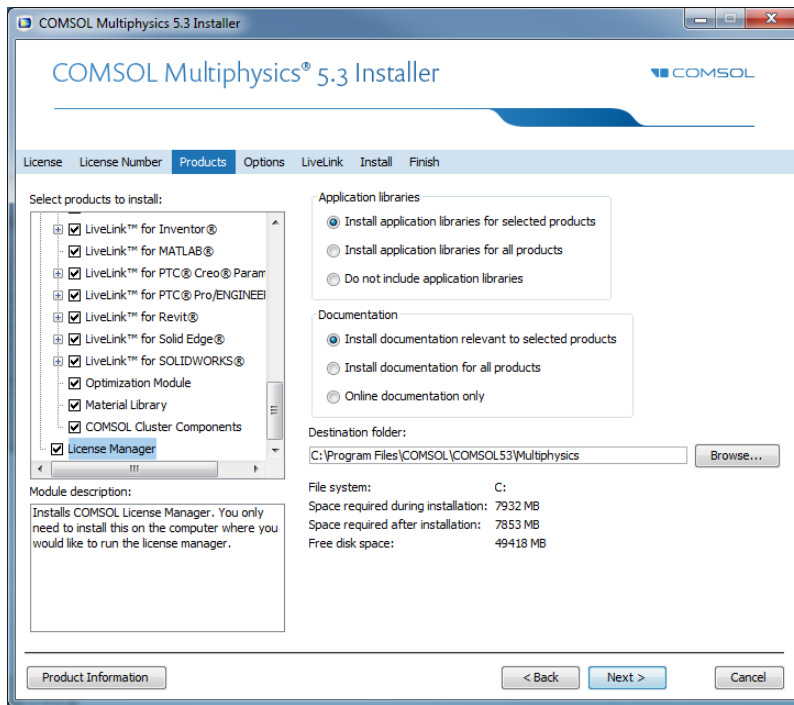 COMSOL Multiphysics 5.3 Installer
COMSOL Multiphysics® 5.3 Installer
COMSOL
License License Number Products Options LiveLink Install Finish
Select products to install:
LiveLink™ for Inventor®
LiveLink™ for MATLAB®
LiveLink™ for PTC® Creo® Param
LiveLink™ for PTC® Pro/ENGINEEI
LiveLink™ for Revit®
LiveLink™ for Solid Edge®
LiveLink™ for SOLIDWORKS®
Optimization Module
Material Library
COMSOL Cluster Components
License Manager
Module description:
Installs COMSOL License Manager. You only
need to install this on the computer where you
would like to run the license manager.
Application libraries
Install application libraries for selected products
Install application libraries for all products
Do not include application libraries
Documentation
Install documentation relevant to selected products
Install documentation for all products
Online documentation only
Destination folder:
C:\Program Files\COMSOL\COMSOL53\Multiphysics
Browse...
File system: C:
Space required during installation: 7932 MB
Space required after installation: 7853 MB
Free disk space: 49418 MB
Product Information
< Back
Next >
Cancel